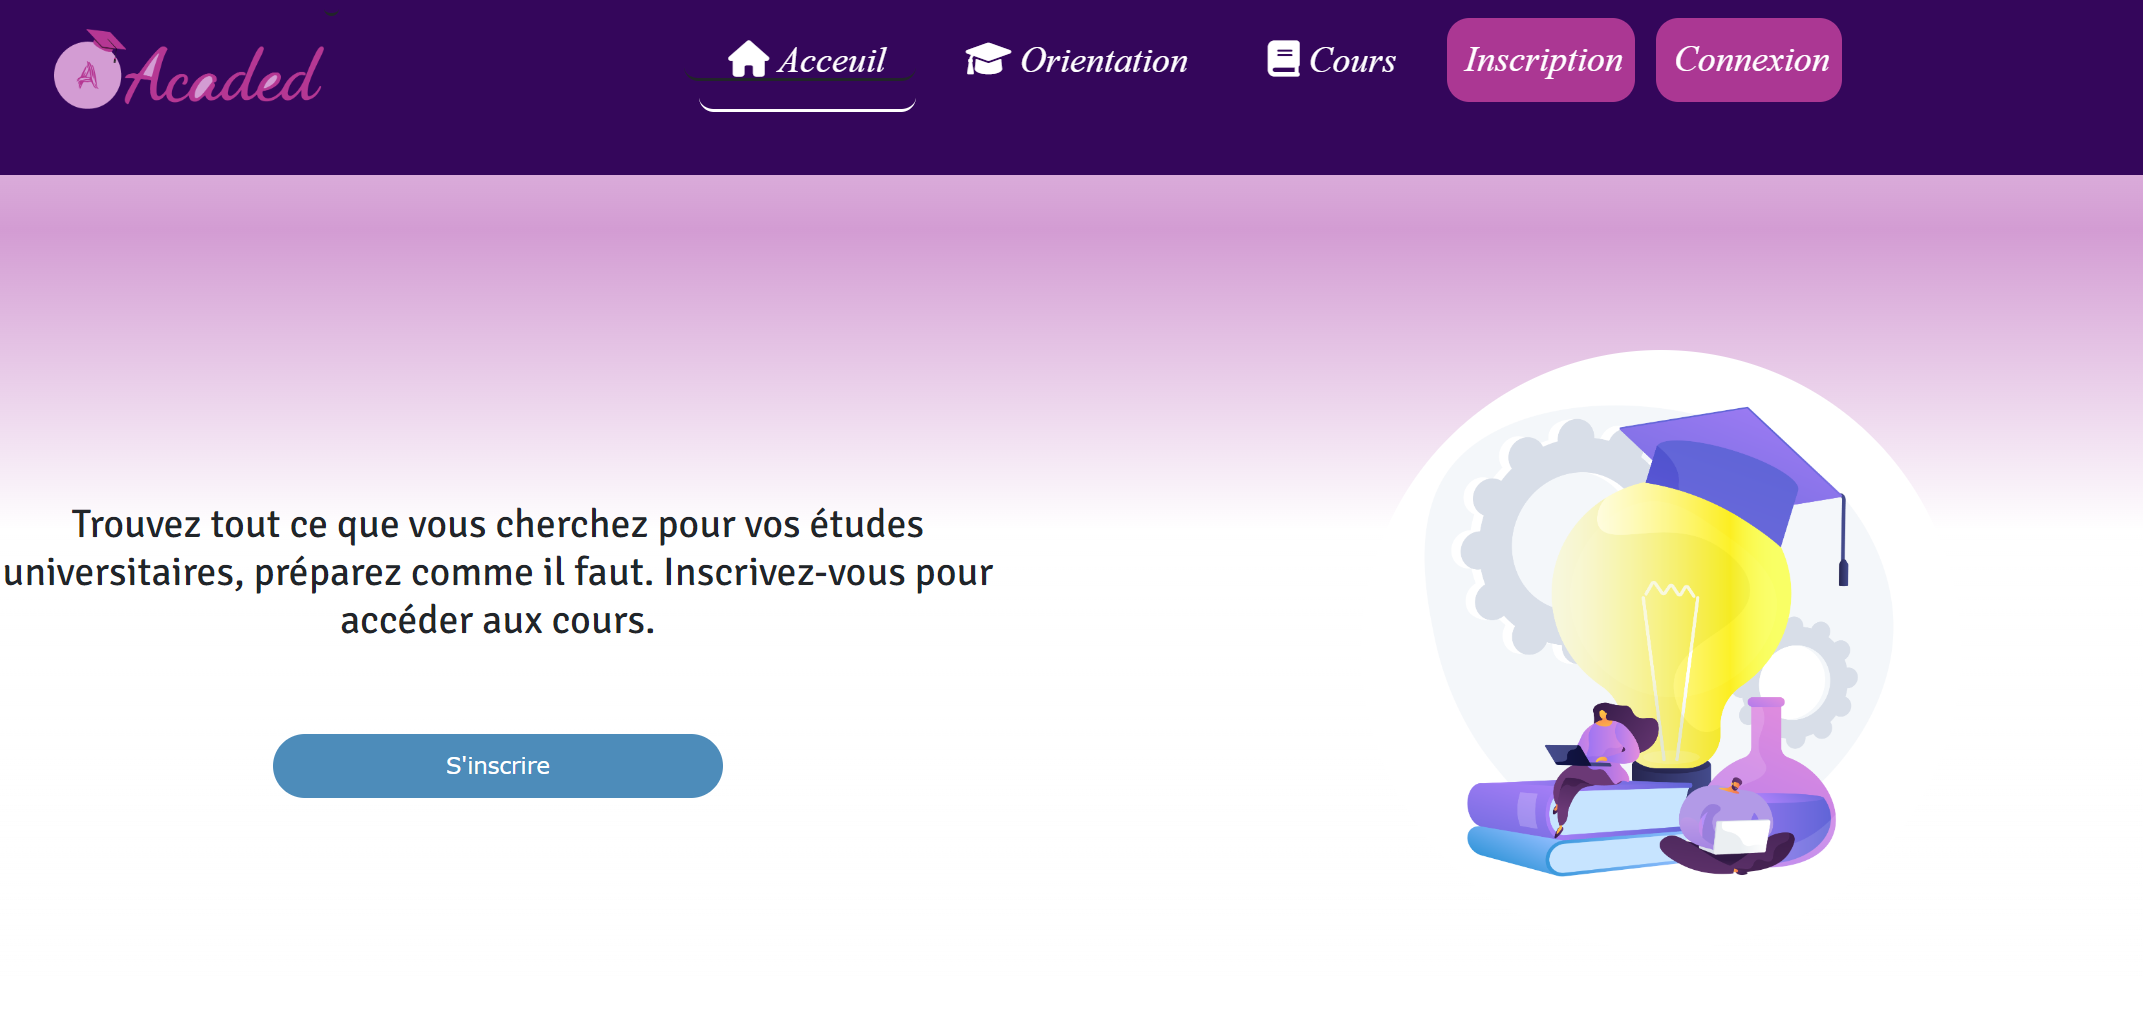 A Acaded
Acceuil Orientation Cours Inscription Connexion
Trouvez tout ce que vous cherchez pour vos études
universitaires, préparez comme il faut. Inscrivez-vous pour
accéder aux cours.
S'inscrire